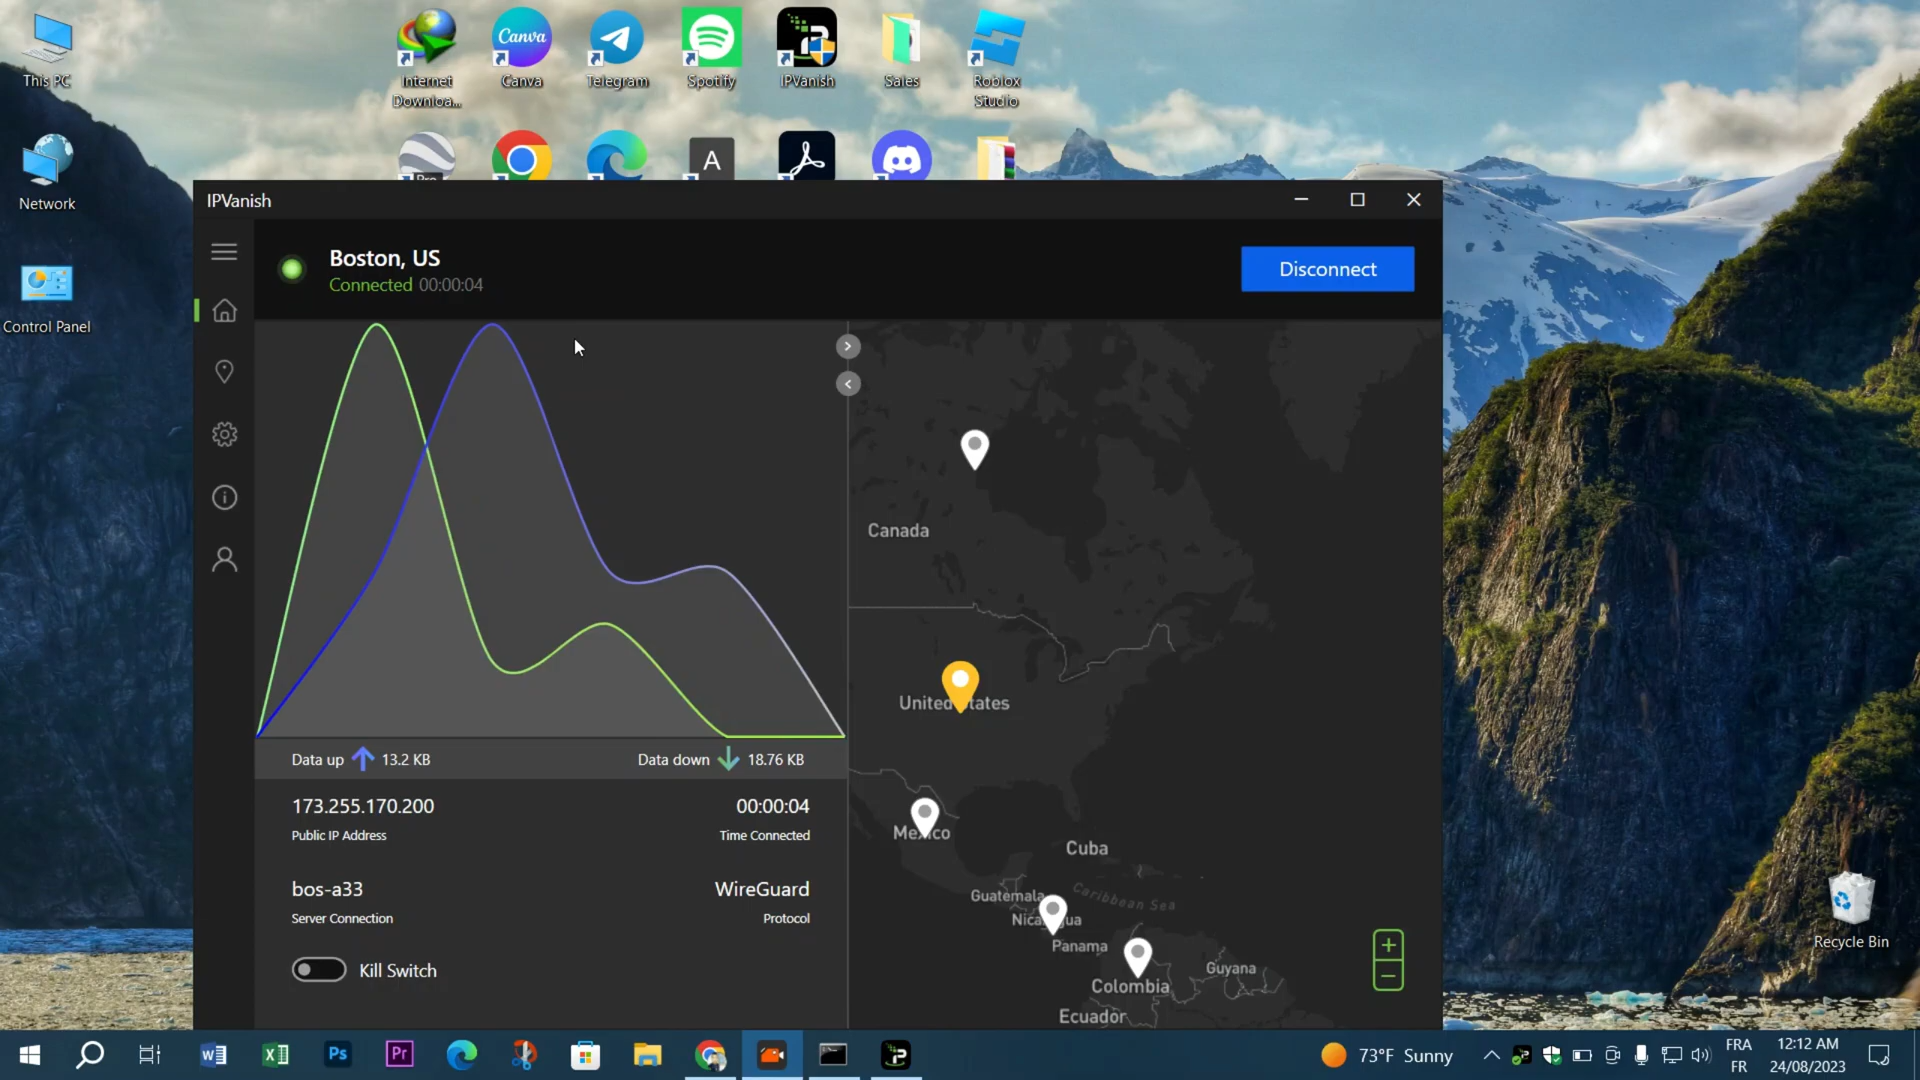 This PC
Internet
Downloa...
Canva
Canva
Telegram
Spotify
IPVanish
Sales
Roblox
Studio
Network
Control Panel
A
IPVanish
Boston, US
Connected 00:00:04
Disconnect
Data up 13.2 KB
Data down 18.76 KB
173.255.170.200
Public IP Address
00:00:04
Time Connected
bos-a33
Server Connection
WireGuard
Protocol
Kill Switch
Canada
United States
Mexico
Cuba
Caribbean Sea
Guatemala
Nicaragua
Panama
Guyana
Colombia
Ecuador
+
−
Recycle Bin
Ps
Pr
73°F Sunny
FRA
FR
12:12 AM
24/08/2023